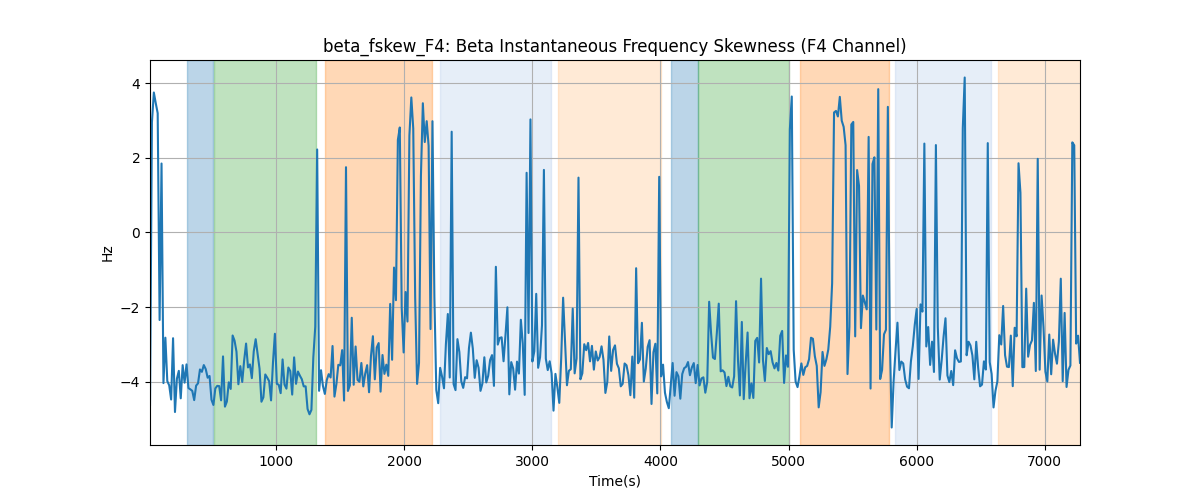 beta_fskew_F4: Beta Instantaneous Frequency Skewness (F4 Channel)
Hz
4
2
0
−2
−4
1000 2000 3000 4000 5000 6000 7000
Time(s)